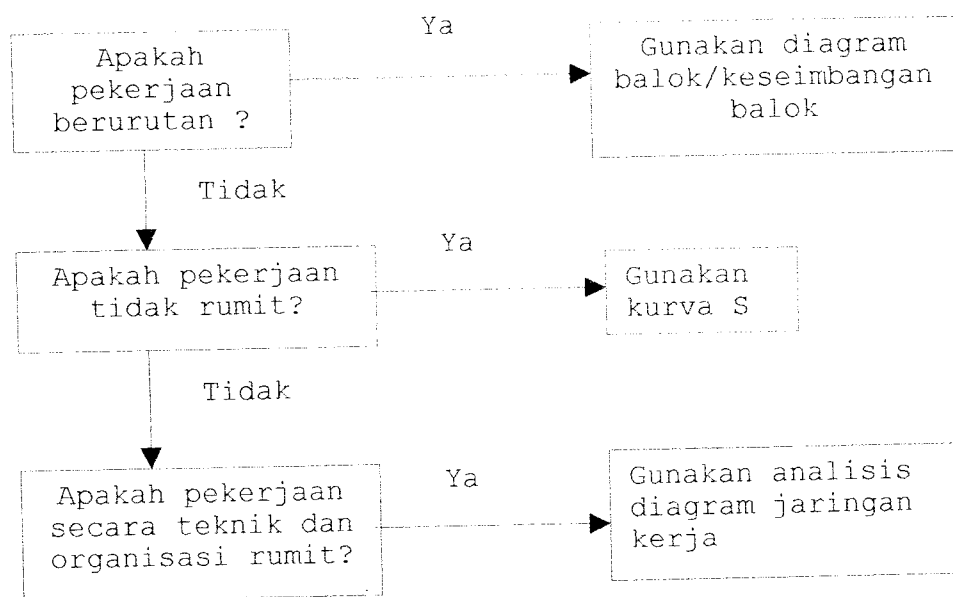 Apakah
pekerjaan
berurutan ?
Ya
Gunakan diagram
balok/keseimbangan
balok
Tidak
Apakah pekerjaan
tidak rumit?
Ya
Gunakan
kurva S
Tidak
Apakah pekerjaan
secara teknik dan
organisasi rumit?
Ya
Gunakan analisis
diagram jaringan
kerja